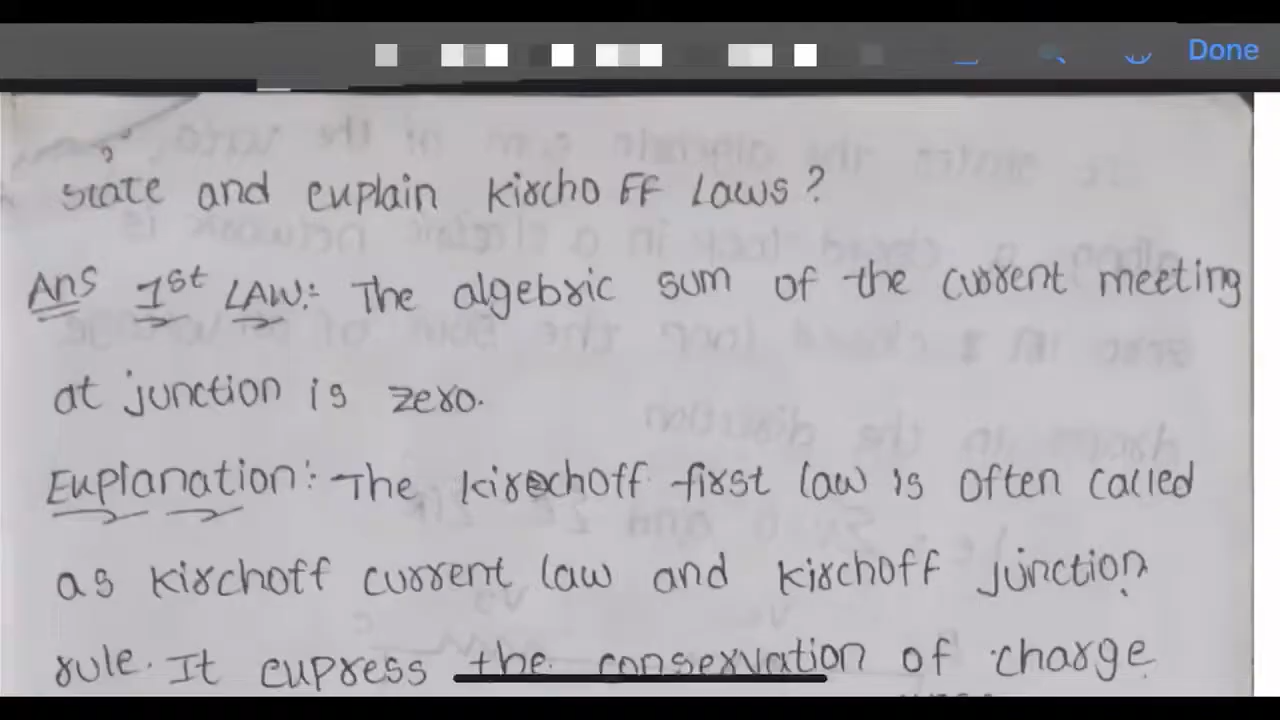 Done
state and explain kirchoFF Laws?
Ans 1st LAW:- The algebric sum of the current meeting
at junction is zero.
Explanation:- The kirchoff first law is often called
as kirchoff current law and kirchoff junction
rule. It express the conservation of charge